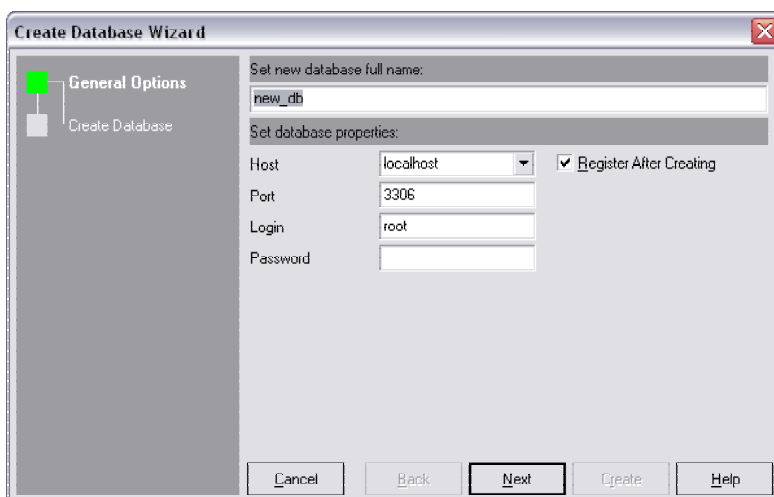 Create Database Wizard
General Options
Create Database
Set new database full name:
new_db
Set database properties:
Host
localhost
Register After Creating
Port
3306
Login
root
Password
Cancel
Back
Next
Create
Help